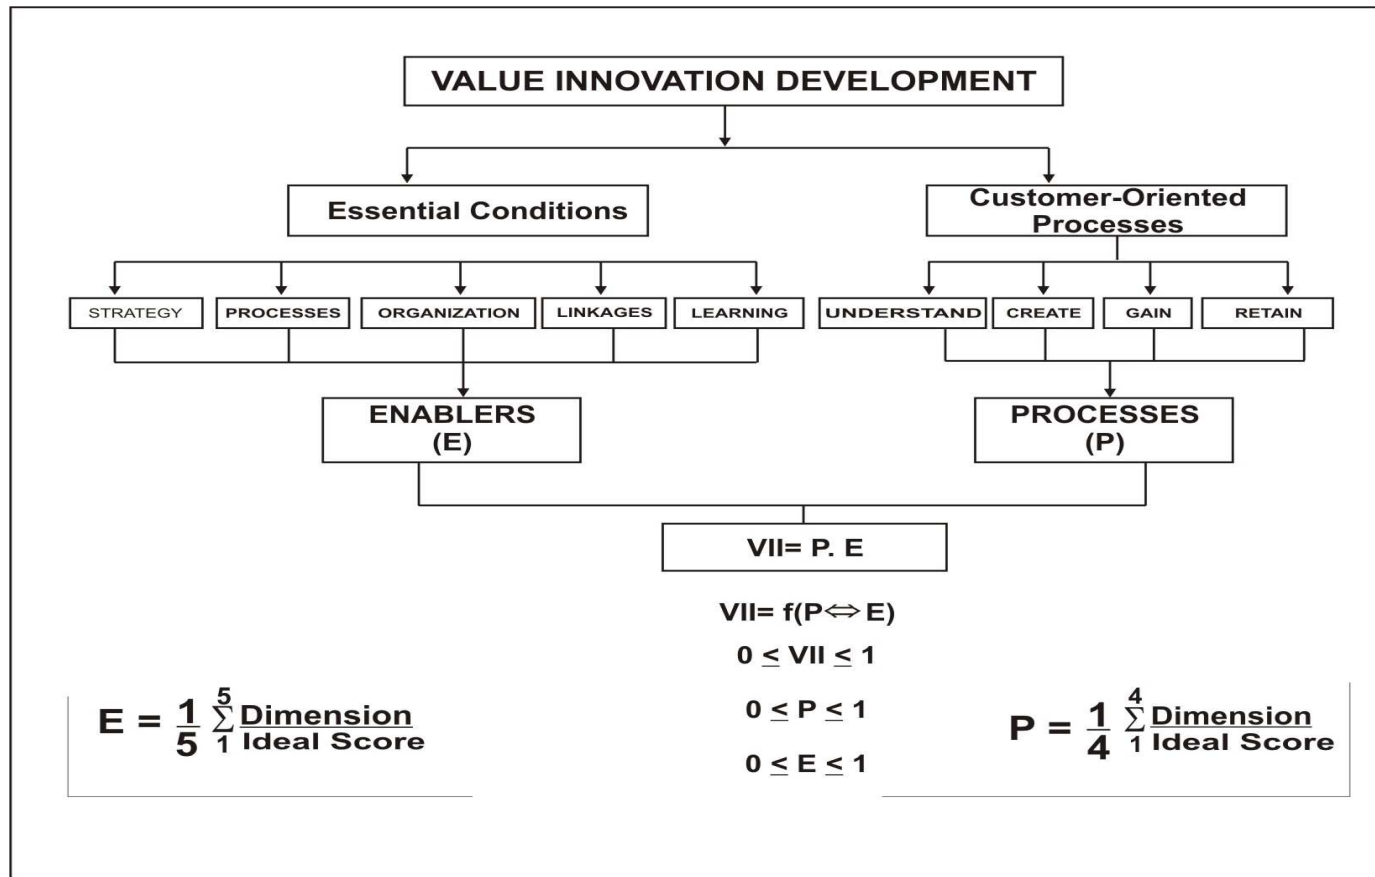 VALUE INNOVATION DEVELOPMENT
Essential Conditions
Customer-Oriented
Processes
STRATEGY
PROCESSES
ORGANIZATION
LINKAGES
LEARNING
UNDERSTAND
CREATE
GAIN
RETAIN
ENABLERS
(E)
PROCESSES
(P)
VII= P. E
VII= f(P⇔E)
0 ≤ VII ≤ 1
0 ≤ P ≤ 1
0 ≤ E ≤ 1
E = 1/5 5 Σ 1 Dimension/Ideal Score
P = 1/4 4 Σ 1 Dimension/Ideal Score